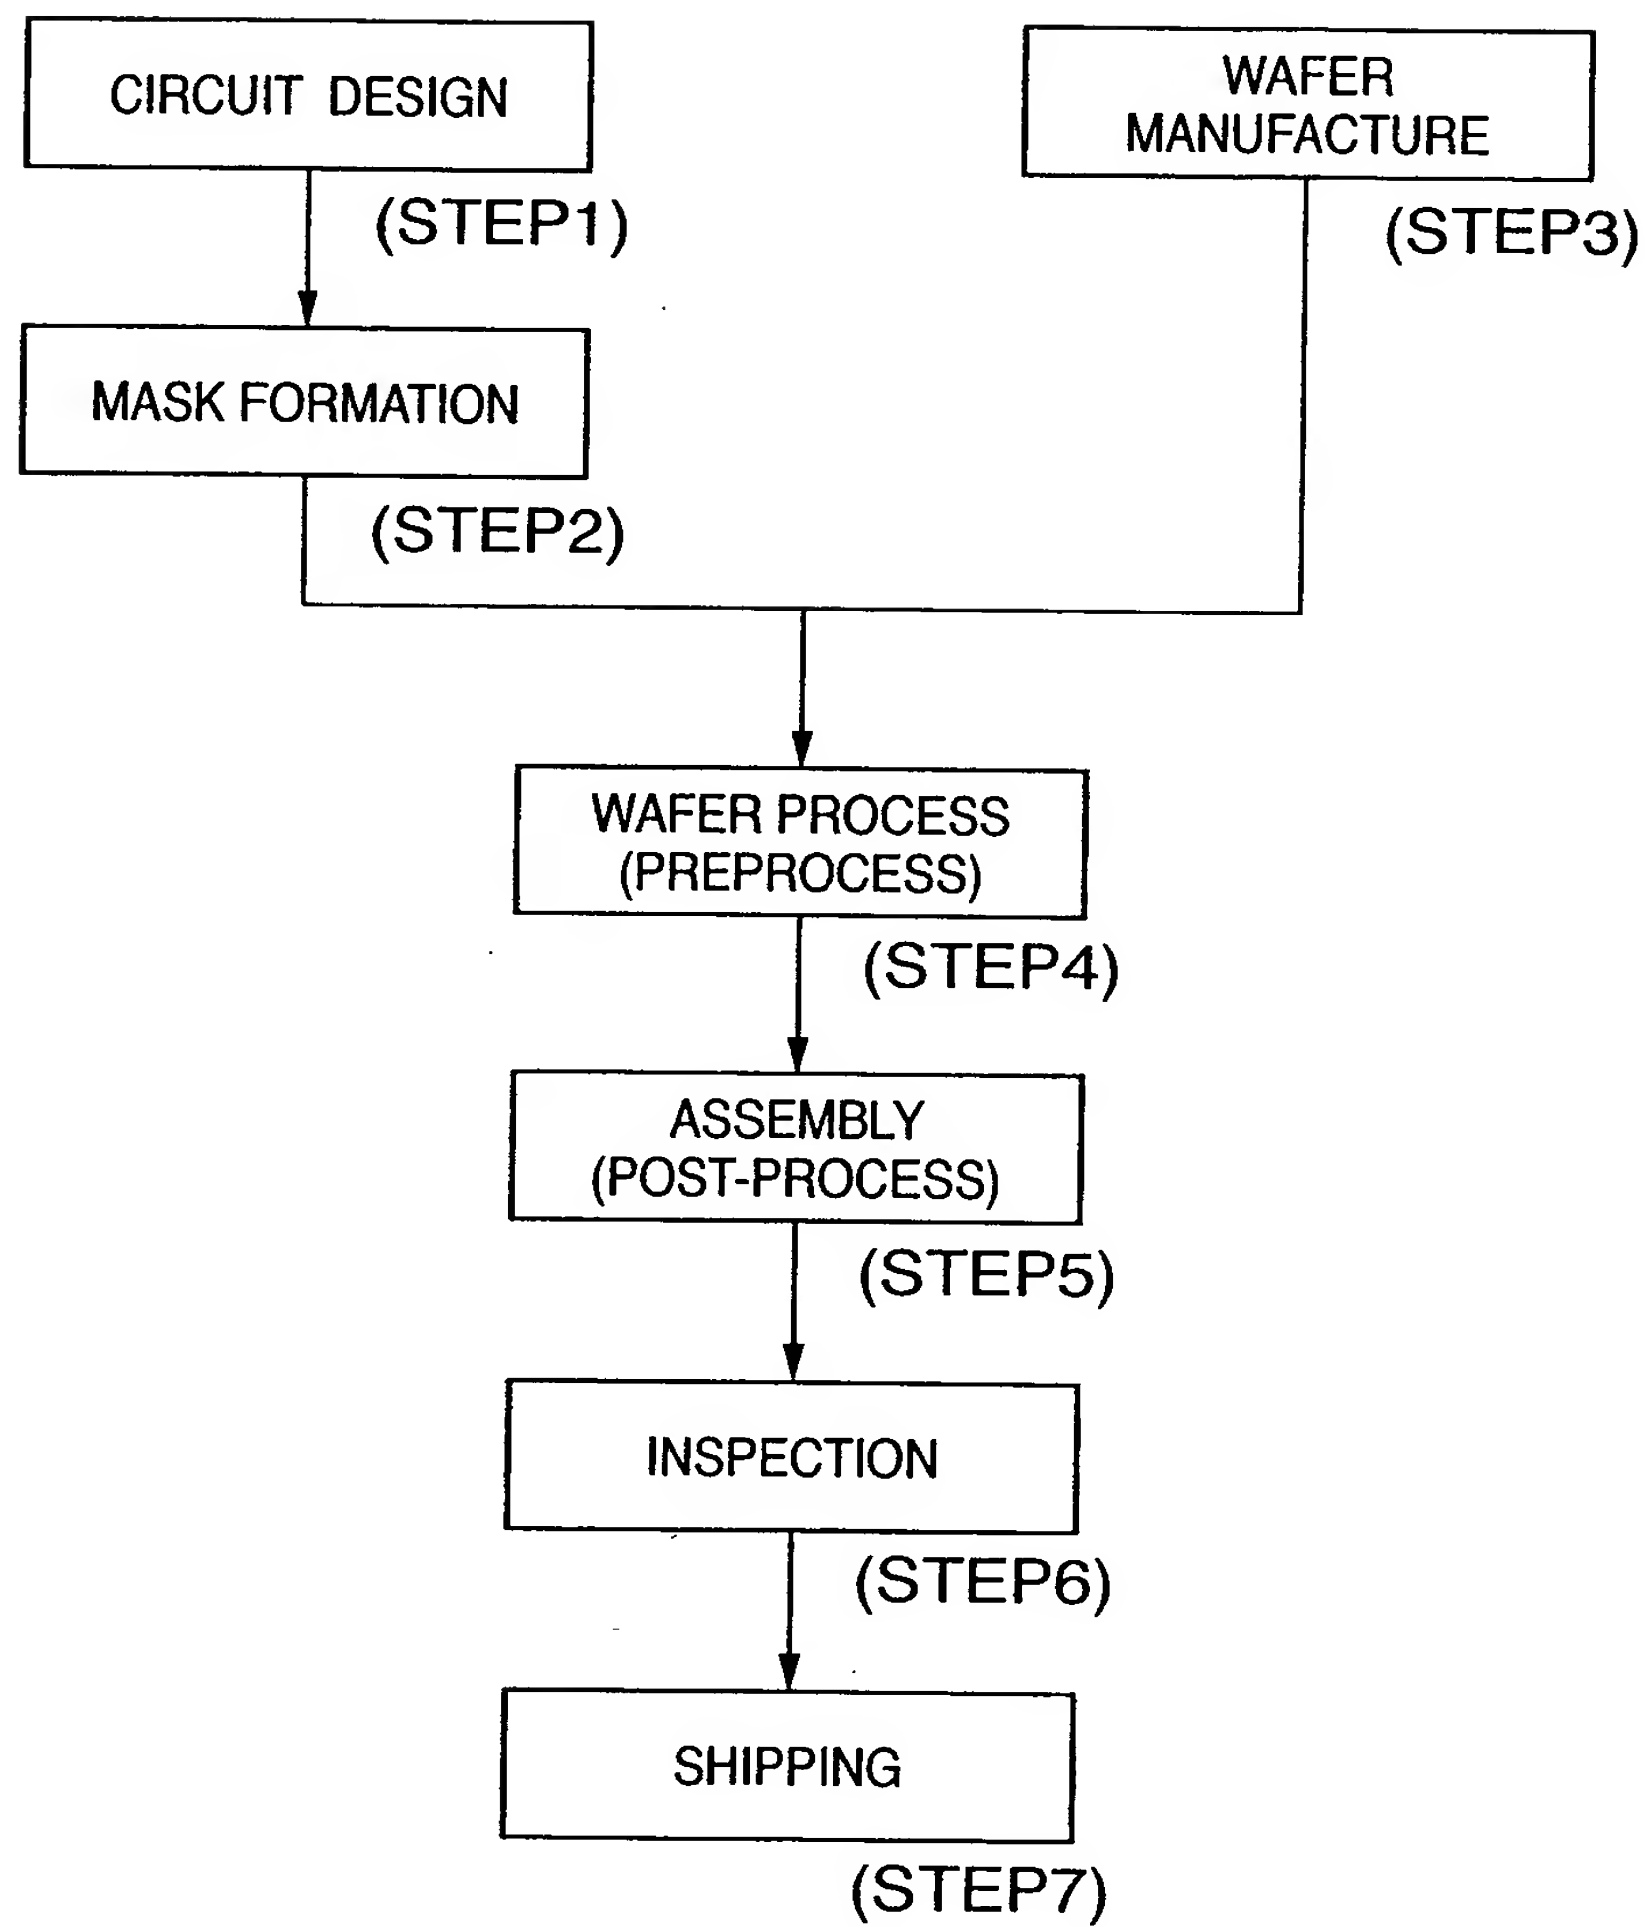 CIRCUIT DESIGN
(STEP1)
WAFER
MANUFACTURE
(STEP3)
MASK FORMATION
(STEP2)
WAFER PROCESS
(PREPROCESS)
(STEP4)
ASSEMBLY
(POST-PROCESS)
(STEP5)
INSPECTION
(STEP6)
SHIPPING
(STEP7)